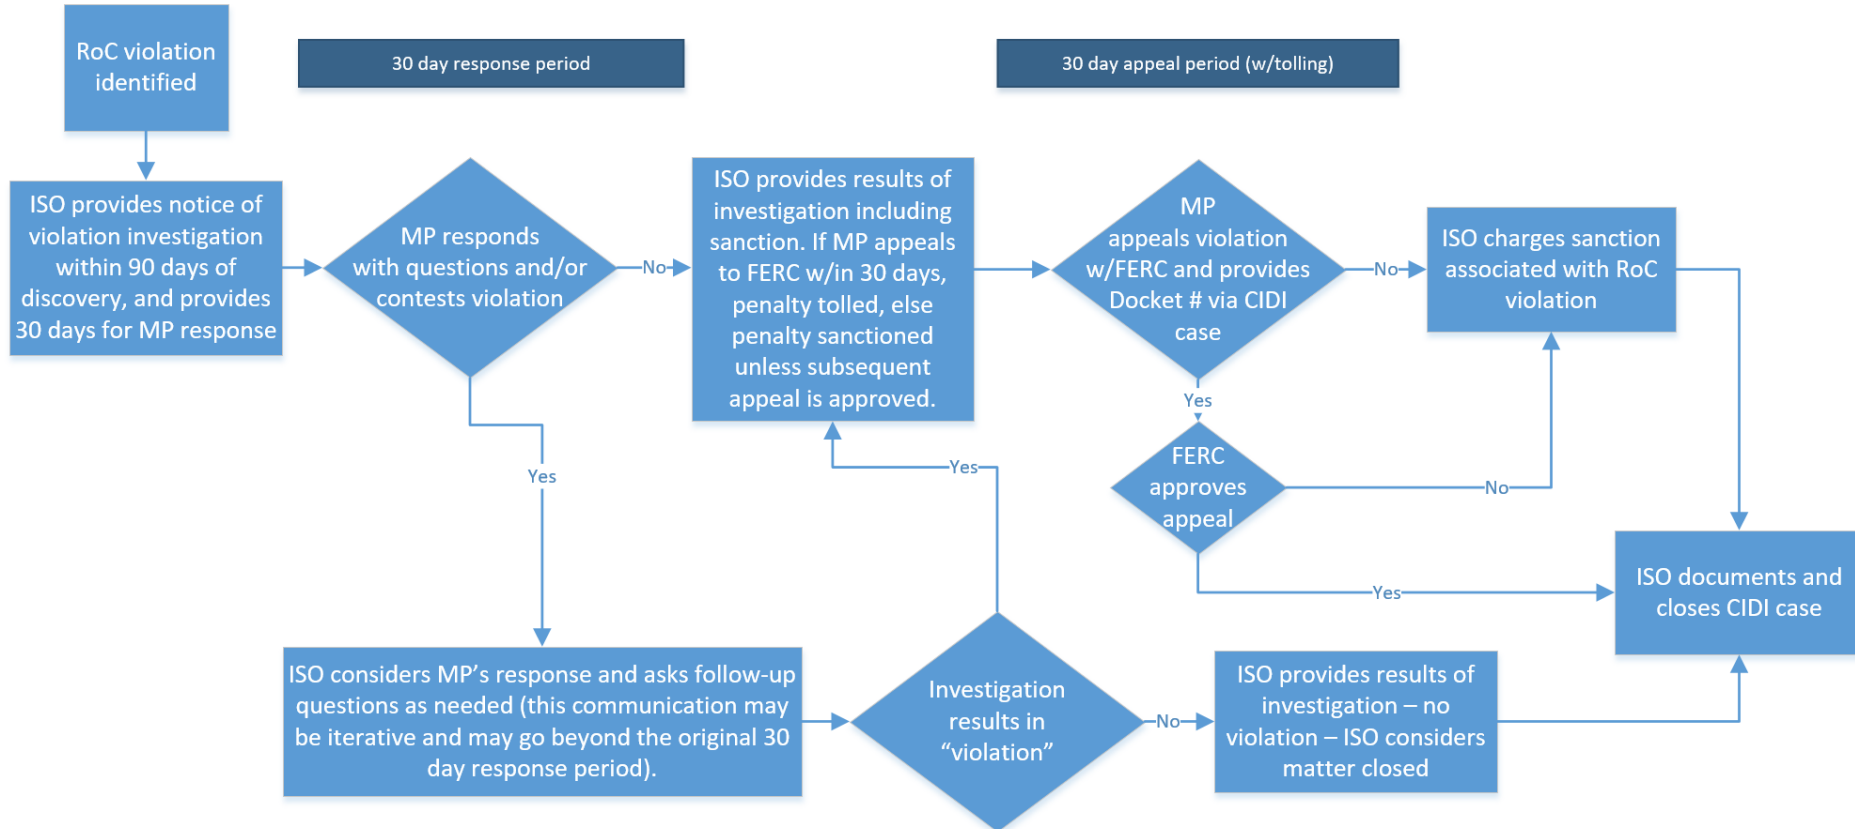 RoC violation
identified
30 day response period
30 day appeal period (w/tolling)
ISO provides notice of
violation investigation
within 90 days of
discovery, and provides
30 days for MP response
MP responds
with questions and/or
contests violation
No
ISO provides results of
investigation including
sanction. If MP appeals
to FERC w/in 30 days,
penalty tolled, else
penalty sanctioned
unless subsequent
appeal is approved.
MP
appeals violation
w/FERC and provides
Docket # via CIDI
case
No
ISO charges sanction
associated with RoC
violation
Yes
FERC
approves
appeal
No
Yes
Yes
Yes
ISO documents and
closes CIDI case
ISO considers MP’s response and asks follow-up
questions as needed (this communication may
be iterative and may go beyond the original 30
day response period).
Investigation
results in
“violation”
No
ISO provides results of
investigation – no
violation – ISO considers
matter closed